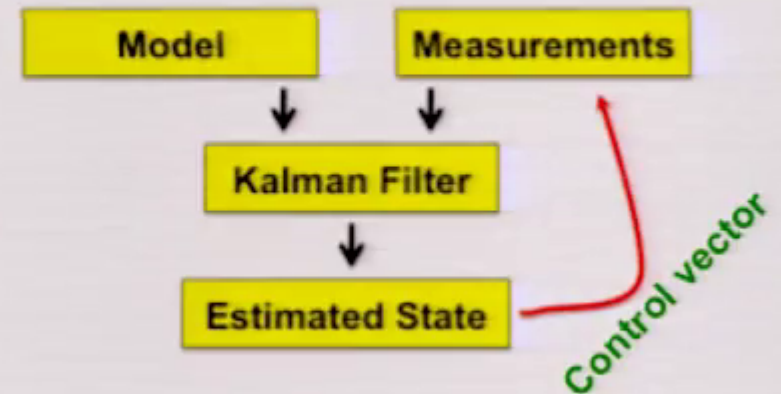 Model
Measurements
Kalman Filter
Estimated State
Control vector